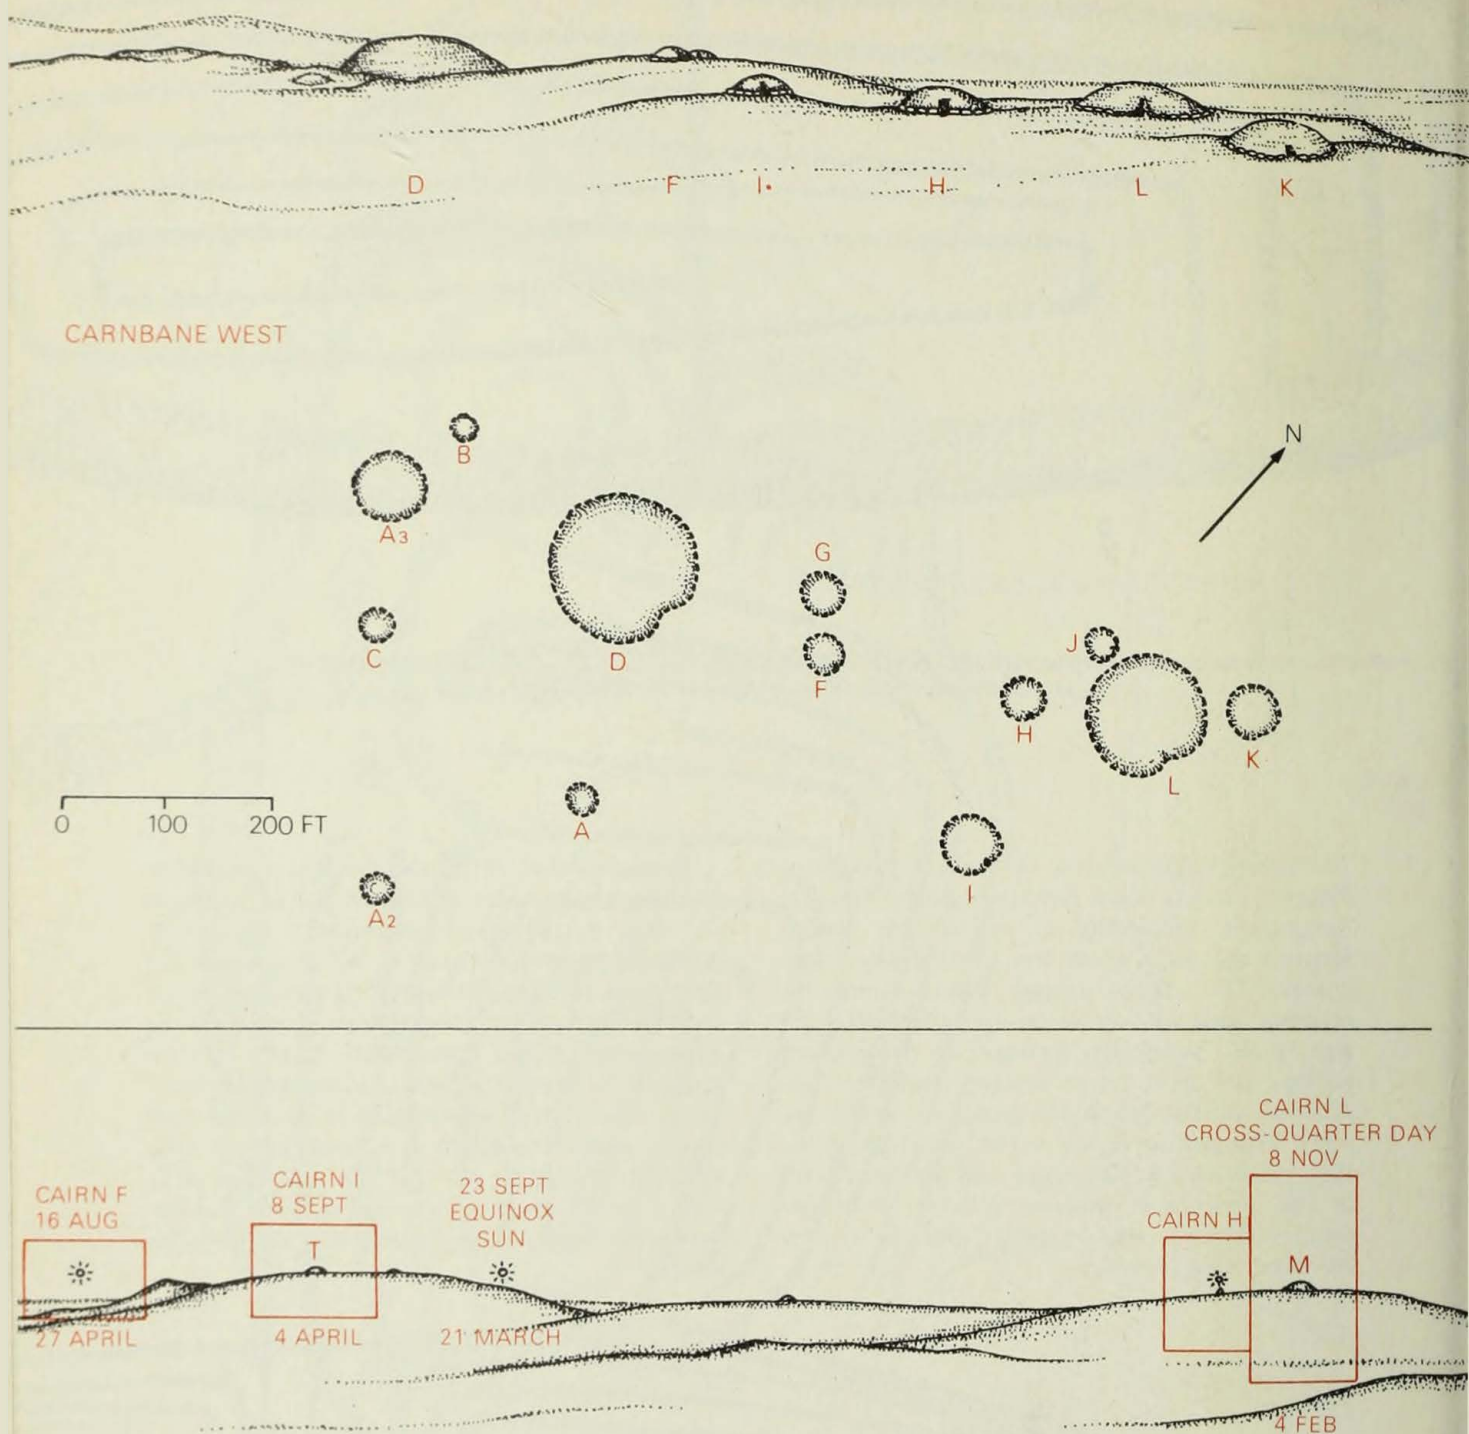 D F I. H L K
CARNBANE WEST
N
B
A3
G
C
D
F
J
H
K
L
0 100 200 FT
A
I
A2
CAIRN L
CROSS-QUARTER DAY
8 NOV
CAIRN F
16 AUG
CAIRN I
8 SEPT
23 SEPT
EQUINOX
SUN
CAIRN H
T
M
27 APRIL
4 APRIL
21 MARCH
4 FEB